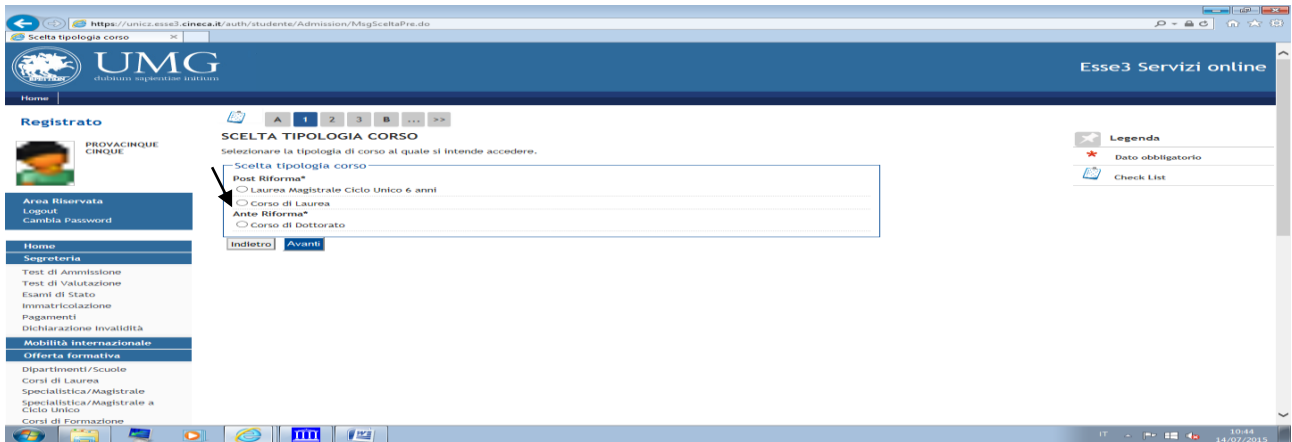 https://unicz.esse3.cineca.it/auth/studente/Admission/MsgSceltaPre.do
Scelta tipologia corso
UMG
dubium sapientiae initium
Esse3 Servizi online
Home
Registrato
PROVACINQUE
CINQUE
Area Riservata
Logout
Cambia Password
Home
Segreteria
Test di Ammissione
Test di Valutazione
Esami di Stato
Immatricolazione
Pagamenti
Dichiarazione Invalidità
Mobilità internazionale
Offerta formativa
Dipartimenti/Scuole
Corsi di Laurea
Specialistica/Magistrale
Specialistica/Magistrale a
Ciclo Unico
Corsi di Formazione
A 1 2 3 B ... >>
SCELTA TIPOLOGIA CORSO
Selezionare la tipologia di corso al quale si intende accedere.
Scelta tipologia corso
Post Riforma*
Laurea Magistrale Ciclo Unico 6 anni
Corso di Laurea
Ante Riforma*
Corso di Dottorato
Indietro Avanti
Legenda
* Dato obbligatorio
Check List
IT
10:44
14/07/2015